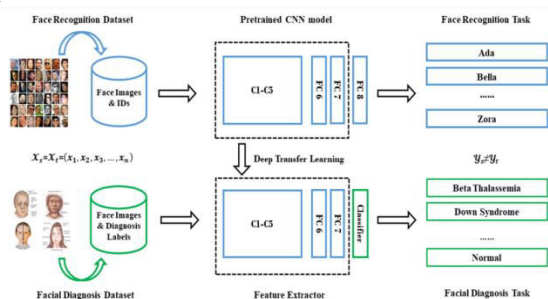 Face Recognition Dataset
Pretrained CNN model
Face Recognition Task
Face Images
& IDs
C1-C5
FC 6
FC 7
FC 8
Ada
Bella
......
Zora
𝒳s=𝒳t=(x1, x2, x3, ..., xn)
Deep Transfer Learning
𝒴s≠𝒴t
Face Images
& Diagnosis
Labels
C1-C5
FC 6
FC 7
Classifier
Beta Thalassemia
Down Syndrome
......
Normal
Facial Diagnosis Dataset
Feature Extractor
Facial Diagnosis Task